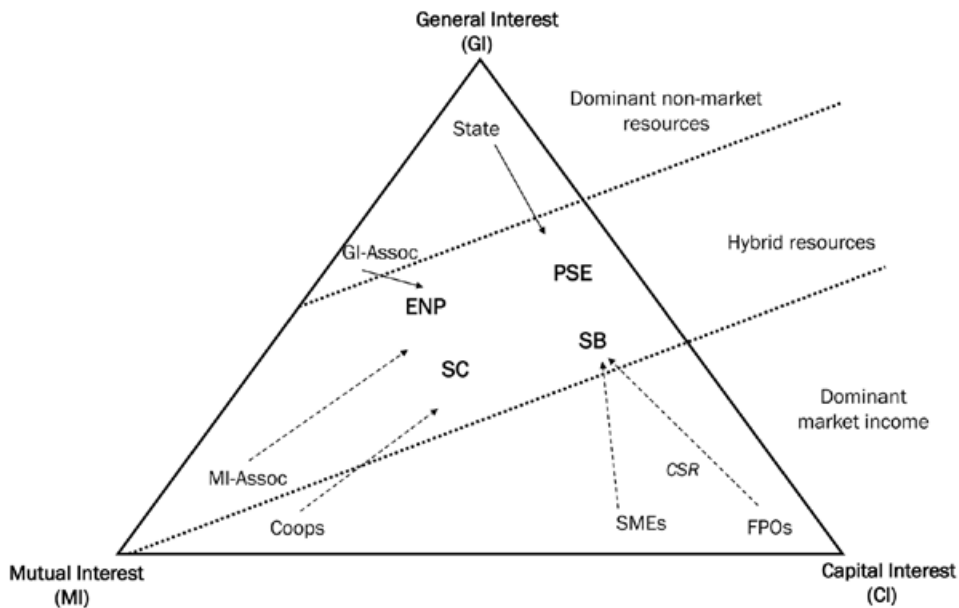 General Interest
(GI)
Dominant non-market
resources
State
Hybrid resources
GI-Assoc
PSE
ENP
SB
SC
Dominant
market income
MI-Assoc
CSR
Coops
SMEs
FPOs
Mutual Interest
(MI)
Capital Interest
(CI)